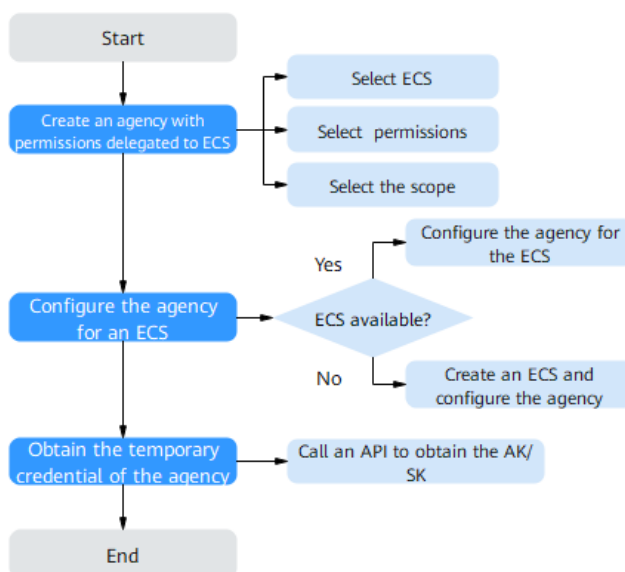 Start
Select ECS
Create an agency with
permissions delegated to ECS
Select permissions
Select the scope
Configure the agency for
the ECS
Yes
Configure the agency
for an ECS
ECS available?
No
Create an ECS and
configure the agency
Obtain the temporary
credential of the agency
Call an API to obtain the AK/
SK
End